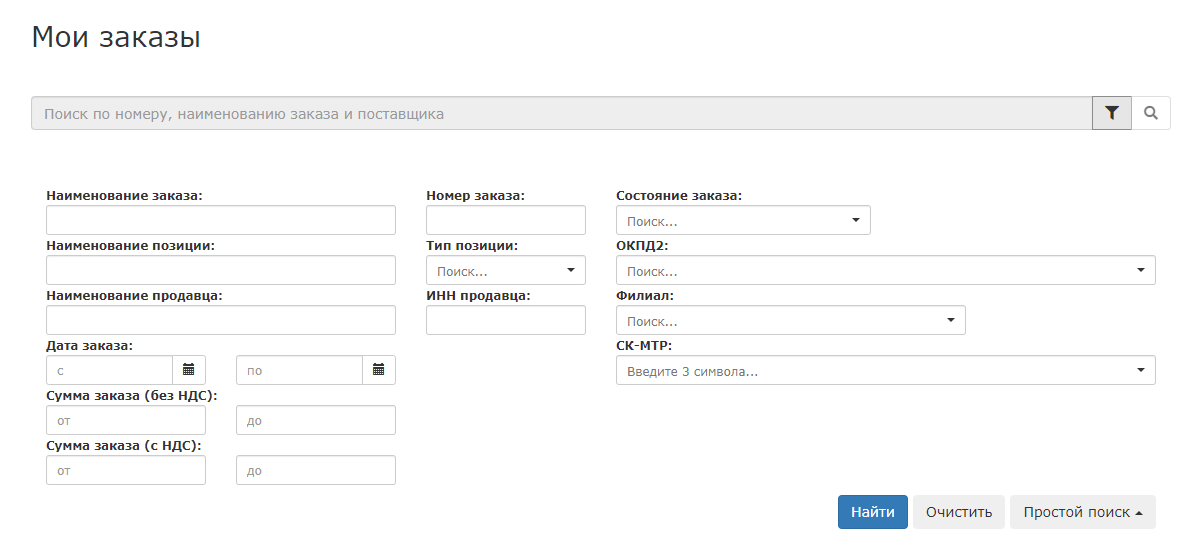 Мои заказы
Поиск по номеру, наименованию заказа и поставщика
Наименование заказа: Номер заказа: Состояние заказа:
Поиск...
Наименование позиции: Тип позиции: ОКПД2:
Поиск... Поиск...
Наименование продавца: ИНН продавца: Филиал:
Поиск...
Дата заказа: СК-МТР:
с по Введите 3 символа...
Сумма заказа (без НДС):
от до
Сумма заказа (с НДС):
от до
Найти Очистить Простой поиск